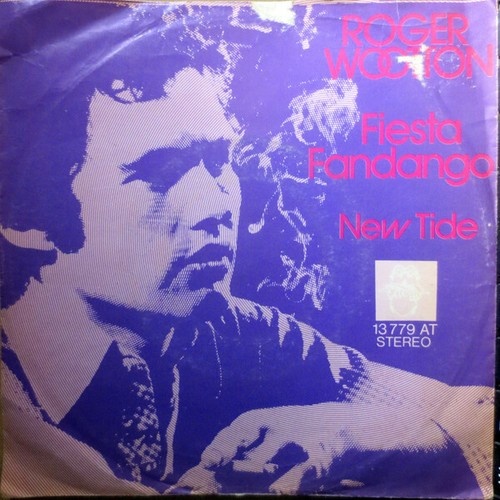 ROGER
WOOTTON
Fiesta
Fandango
New Tide
13 779 AT
STEREO